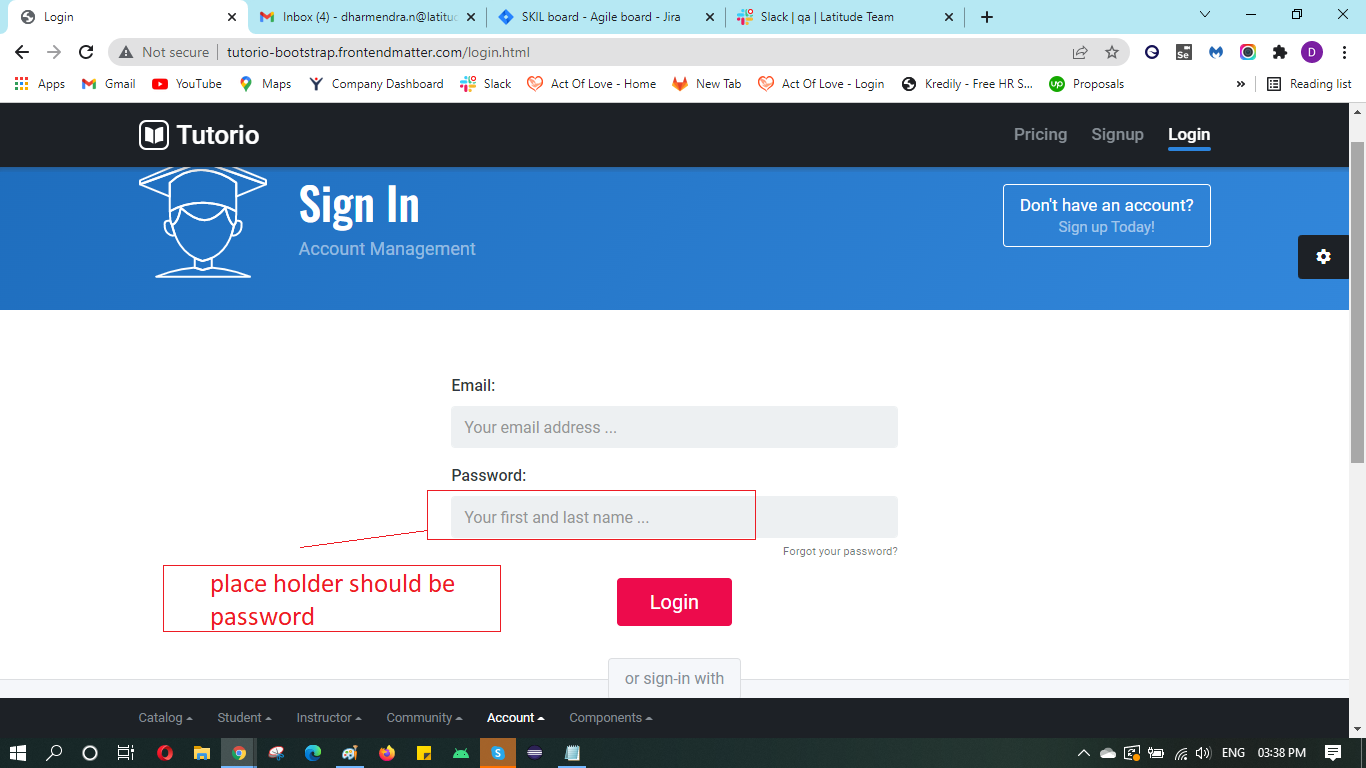 Login
Inbox (4) - dharmendra.n@latitud
SKIL board - Agile board - Jira
Slack | qa | Latitude Team
Not secure
tutorio-bootstrap.frontendmatter.com/login.html
D
Apps
Gmail
YouTube
Maps
Company Dashboard
Slack
Act Of Love - Home
New Tab
Act Of Love - Login
Kredily - Free HR S...
up
Proposals
»
Reading list
Tutorio
Pricing
Signup
Login
Sign In
Account Management
Don't have an account?
Sign up Today!
Email:
Your email address ...
Password:
Your first and last name ...
Forgot your password?
place holder should be
password
Login
or sign-in with
Catalog
Student
Instructor
Community
Account
Components
ENG
03:38 PM